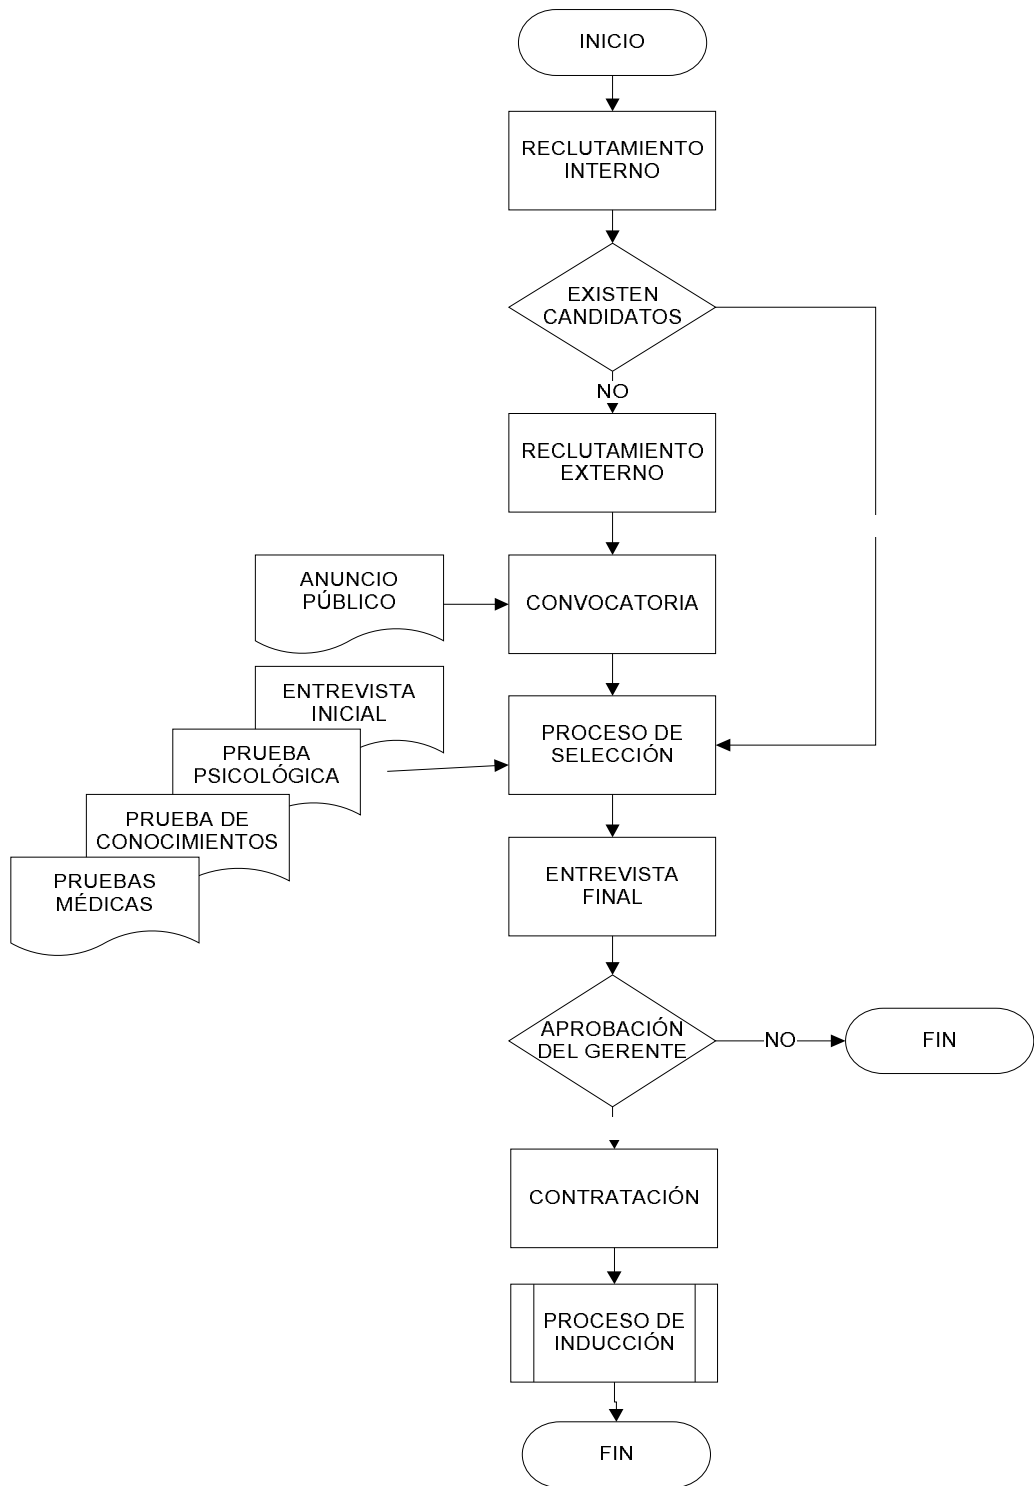 INICIO
RECLUTAMIENTO
INTERNO
EXISTEN
CANDIDATOS
NO
RECLUTAMIENTO
EXTERNO
ANUNCIO
PÚBLICO
CONVOCATORIA
ENTREVISTA
INICIAL
PRUEBA
PSICOLÓGICA
PRUEBA DE
CONOCIMIENTOS
PRUEBAS
MÉDICAS
PROCESO DE
SELECCIÓN
ENTREVISTA
FINAL
APROBACIÓN
DEL GERENTE
NO
FIN
CONTRATACIÓN
PROCESO DE
INDUCCIÓN
FIN